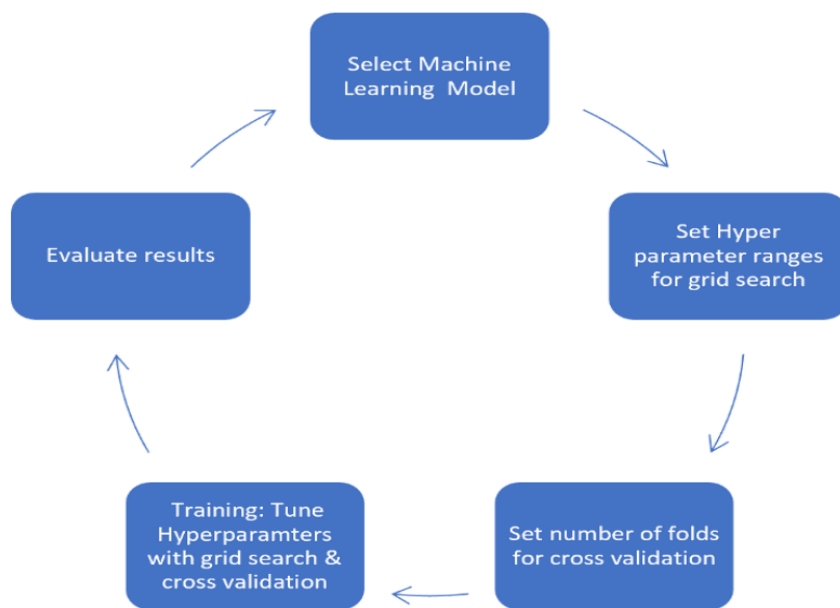 Select Machine
Learning Model
Set Hyper
parameter ranges
for grid search
Set number of folds
for cross validation
Training: Tune
Hyperparamters
with grid search &
cross validation
Evaluate results